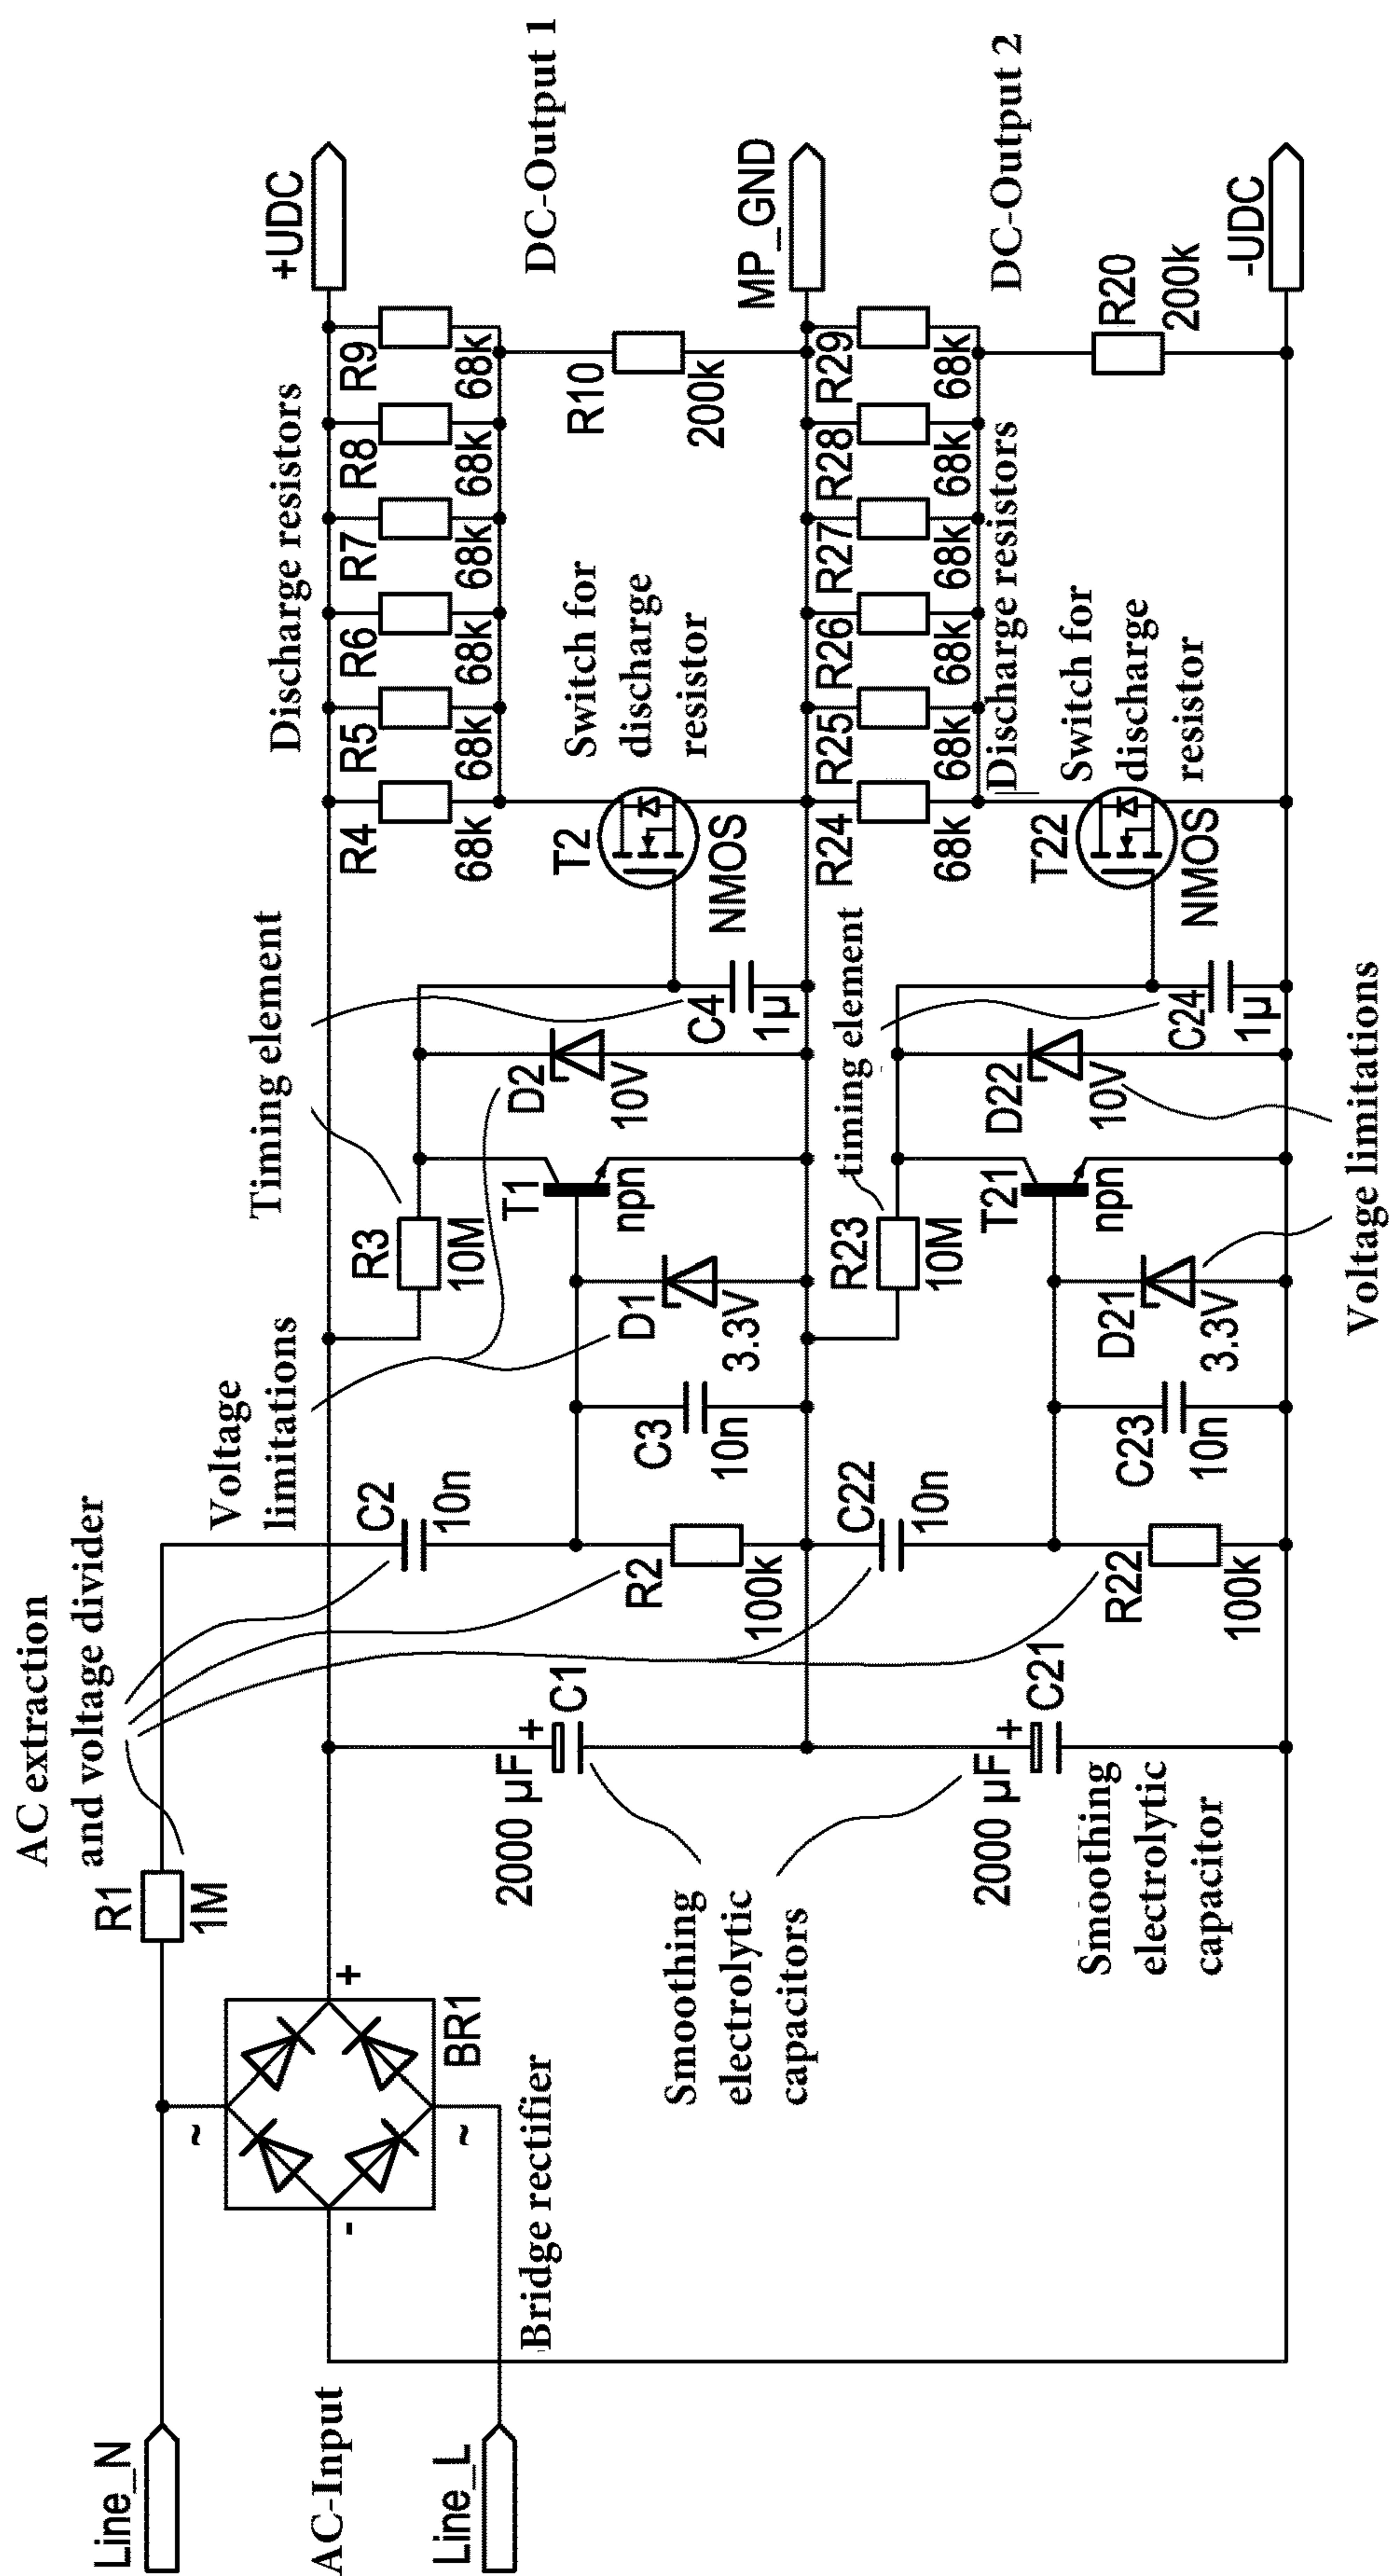 Line_N
AC-Input
Line_L
~
~
+
-
BR1
Bridge rectifier
R1
1M
AC extraction
and voltage divider
2000 µF
+
C1
Smoothing
electrolytic
capacitors
2000 µF
+
C21
Smoothing
electrolytic
capacitor
C2
10n
R2
100k
C22
10n
R22
100k
Voltage
limitations
C3
10n
D1
3.3V
C23
10n
D21
3.3V
R3
10M
T1
npn
R23
10M
T21
npn
Timing element
D2
10V
C4
1µ
timing element
D22
10V
C24
1µ
Voltage limitations
T2
NMOS
T22
NMOS
Switch for
discharge
resistor
Switch for
discharge
resistor
Discharge resistors
R4
68k
R5
68k
R6
68k
R7
68k
R8
68k
R9
68k
R24
68k
R25
68k
R26
68k
R27
68k
R28
68k
R29
68k
Discharge resistors
R10
200k
R20
200k
+UDC
DC-Output 1
MP_GND
DC-Output 2
-UDC